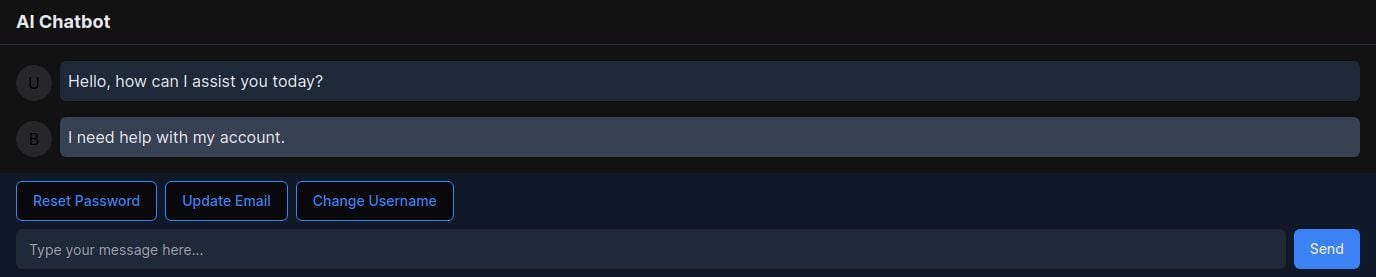 AI Chatbot
U
Hello, how can I assist you today?
B
I need help with my account.
Reset Password
Update Email
Change Username
Type your message here...
Send